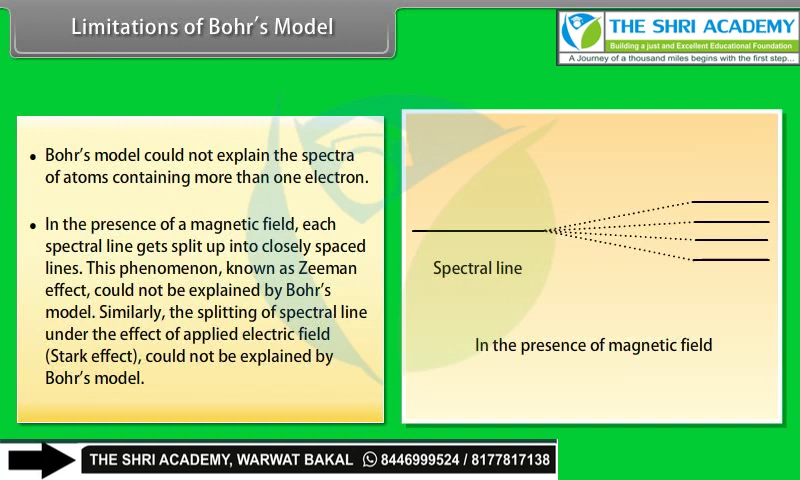 Limitations of Bohr's Model
THE SHRI ACADEMY
Building a just and Excellent Educational Foundation
A Journey of a thousand miles begins with the first step...
• Bohr's model could not explain the spectra
of atoms containing more than one electron.
• In the presence of a magnetic field, each
spectral line gets split up into closely spaced
lines. This phenomenon, known as Zeeman
effect, could not be explained by Bohr's
model. Similarly, the splitting of spectral line
under the effect of applied electric field
(Stark effect), could not be explained by
Bohr's model.
Spectral line
In the presence of magnetic field
THE SHRI ACADEMY, WARWAT BAKAL 8446999524 / 8177817138